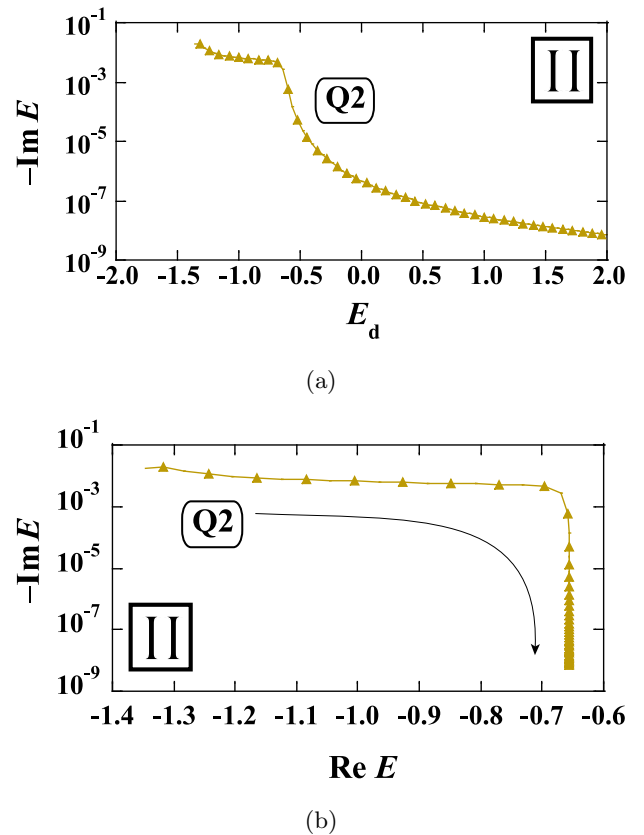 10⁻¹
10⁻³
10⁻⁵
10⁻⁷
10⁻⁹
−Im E
Q2
II
-2.0 -1.5 -1.0 -0.5 0.0 0.5 1.0 1.5 2.0
E_d
(a)
10⁻¹
10⁻³
10⁻⁵
10⁻⁷
10⁻⁹
−Im E
Q2
II
-1.4 -1.3 -1.2 -1.1 -1.0 -0.9 -0.8 -0.7 -0.6
Re E
(b)